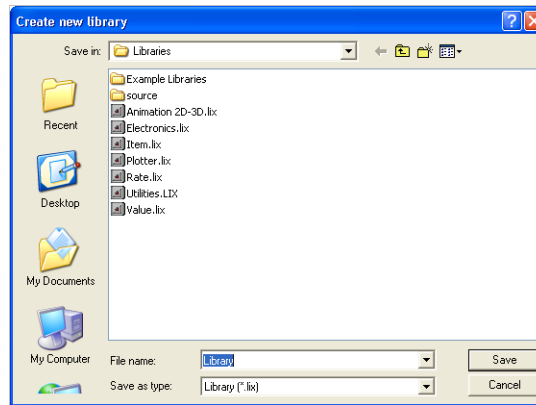 Create new library
Save in: Libraries
Example Libraries
source
Animation 2D-3D.lix
Electronics.lix
Item.lix
Plotter.lix
Rate.lix
Utilities.LIX
Value.lix
Recent
Desktop
My Documents
My Computer
File name: Library Save
Save as type: Library (*.lix) Cancel